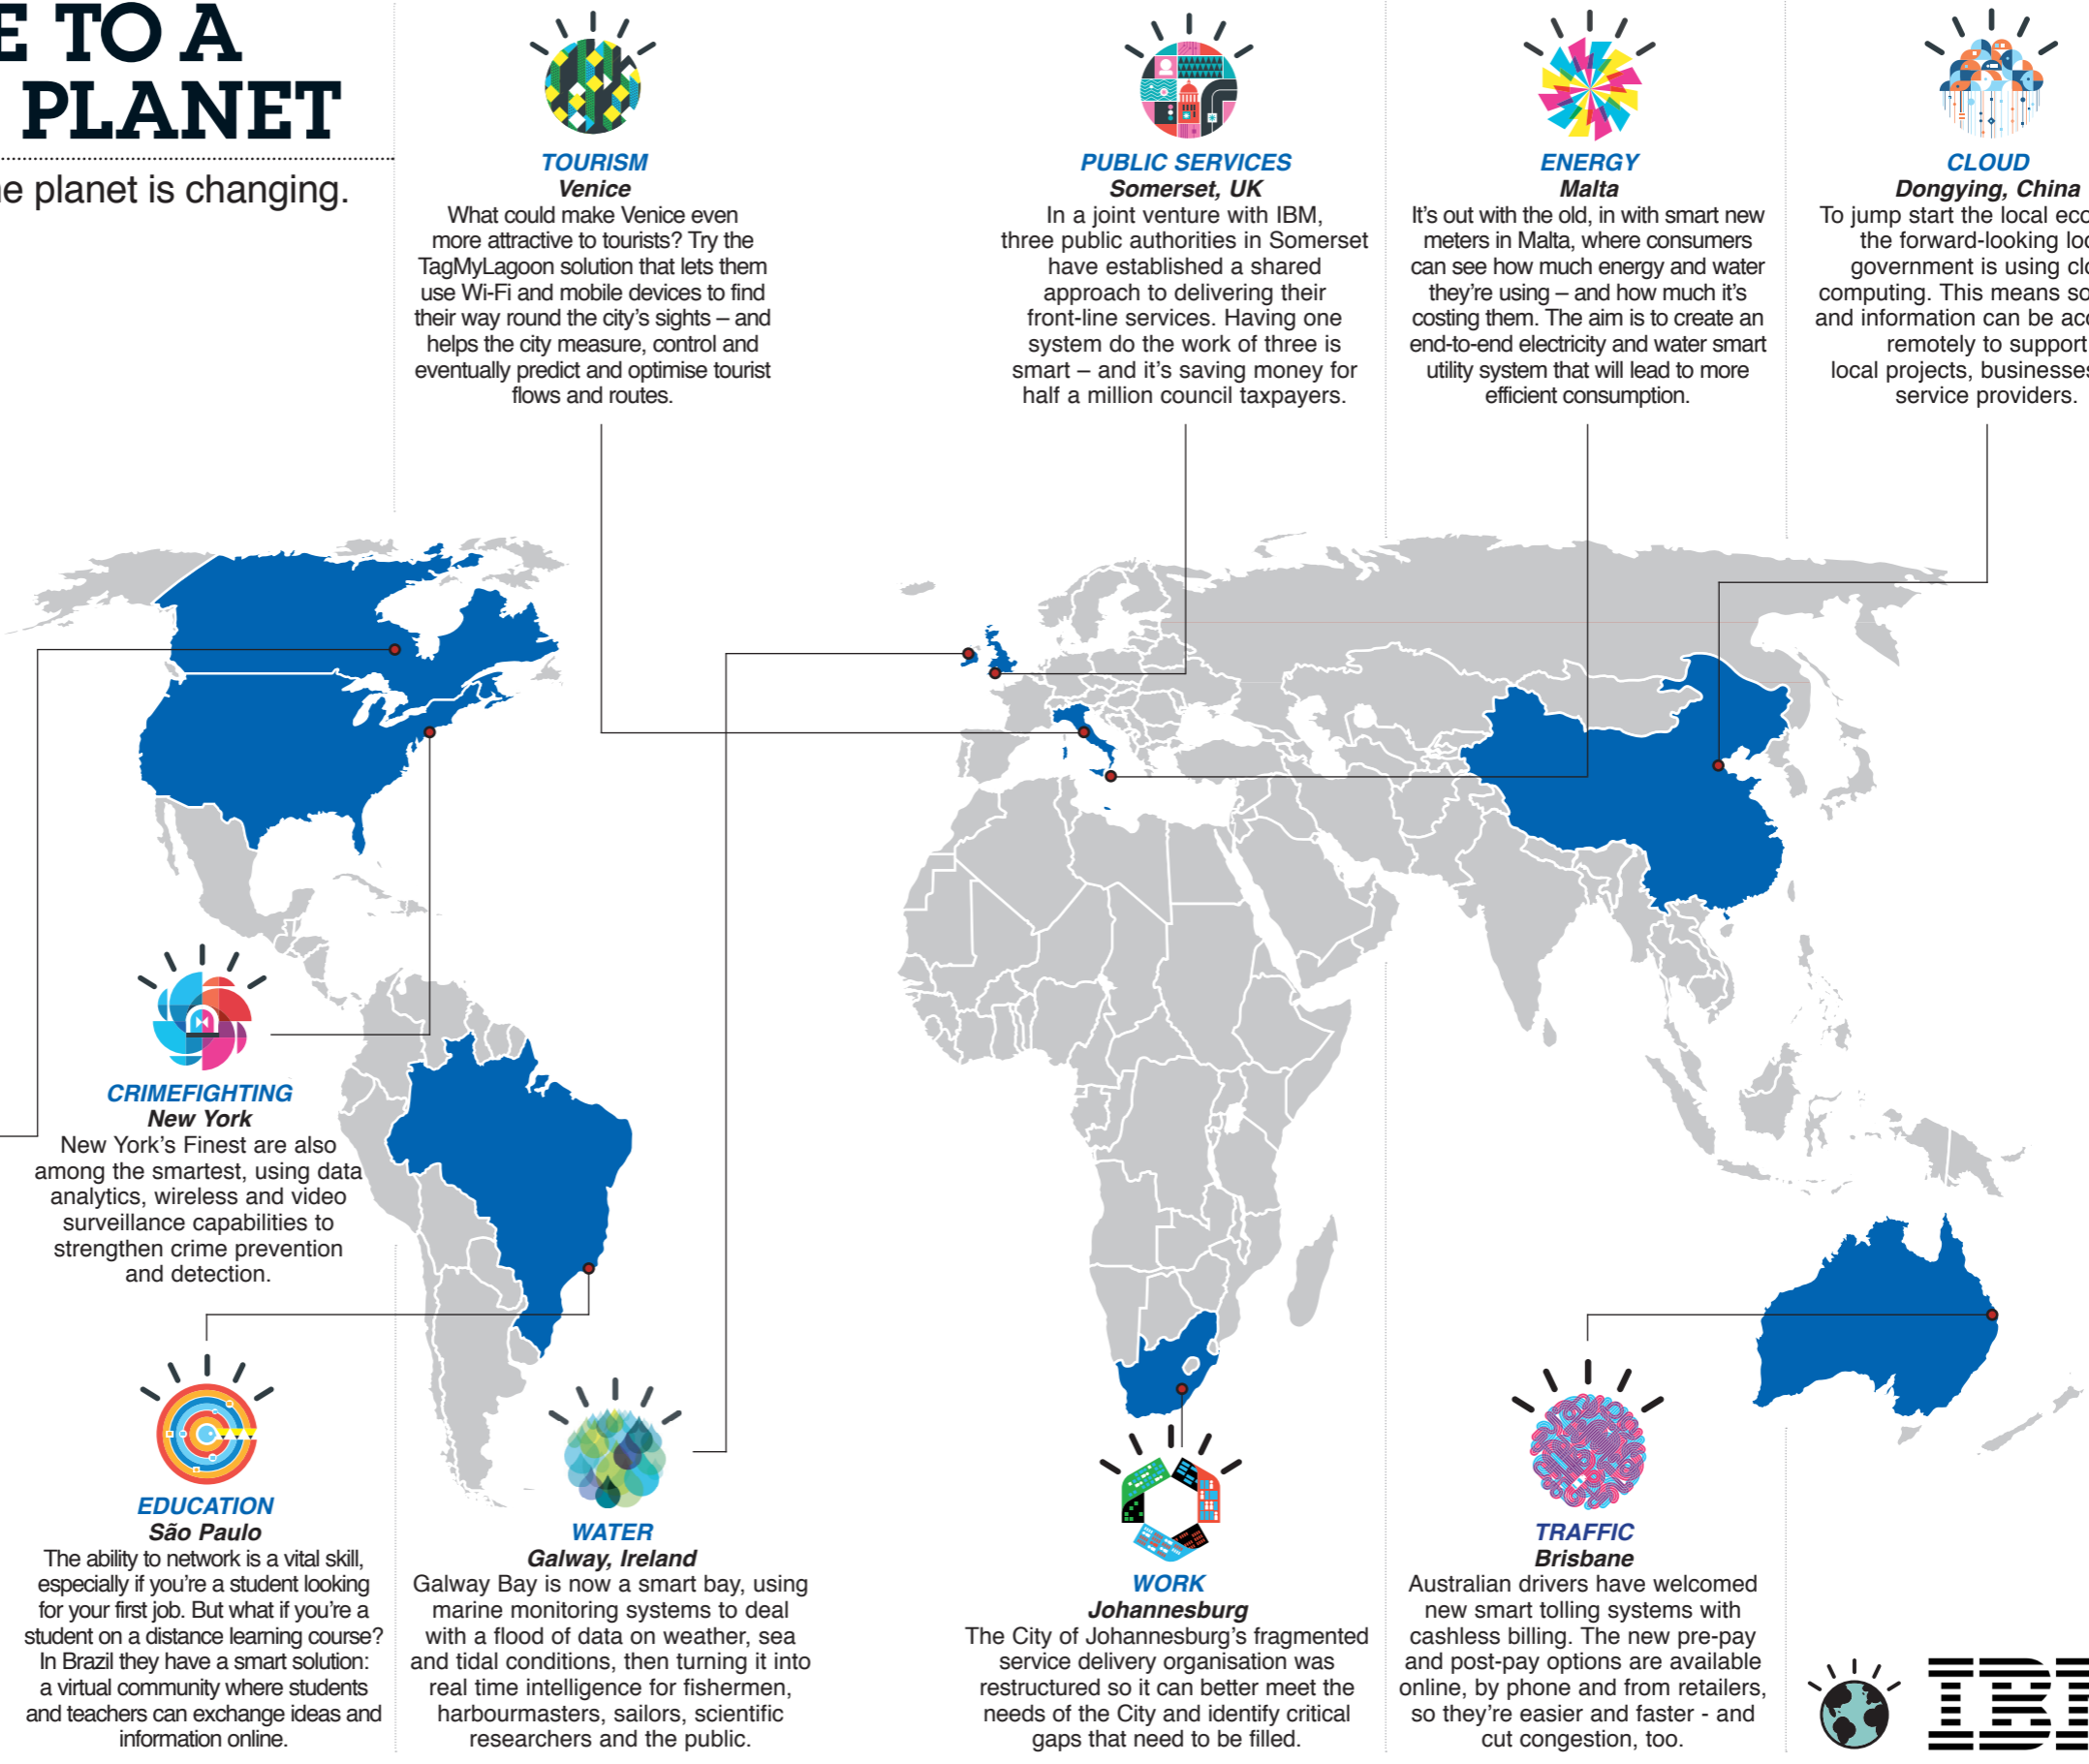 E TO A
PLANET
e planet is changing.
TOURISM
Venice
What could make Venice even
more attractive to tourists? Try the
TagMyLagoon solution that lets them
use Wi-Fi and mobile devices to find
their way round the city's sights – and
helps the city measure, control and
eventually predict and optimise tourist
flows and routes.
PUBLIC SERVICES
Somerset, UK
In a joint venture with IBM,
three public authorities in Somerset
have established a shared
approach to delivering their
front-line services. Having one
system do the work of three is
smart – and it's saving money for
half a million council taxpayers.
ENERGY
Malta
It's out with the old, in with smart new
meters in Malta, where consumers
can see how much energy and water
they're using – and how much it's
costing them. The aim is to create an
end-to-end electricity and water smart
utility system that will lead to more
efficient consumption.
CLOUD
Dongying, China
To jump start the local eco
the forward-looking loc
government is using clo
computing. This means so
and information can be acc
remotely to support
local projects, businesses
service providers.
CRIMEFIGHTING
New York
New York's Finest are also
among the smartest, using data
analytics, wireless and video
surveillance capabilities to
strengthen crime prevention
and detection.
EDUCATION
São Paulo
The ability to network is a vital skill,
especially if you're a student looking
for your first job. But what if you're a
student on a distance learning course?
In Brazil they have a smart solution:
a virtual community where students
and teachers can exchange ideas and
information online.
WATER
Galway, Ireland
Galway Bay is now a smart bay, using
marine monitoring systems to deal
with a flood of data on weather, sea
and tidal conditions, then turning it into
real time intelligence for fishermen,
harbourmasters, sailors, scientific
researchers and the public.
WORK
Johannesburg
The City of Johannesburg's fragmented
service delivery organisation was
restructured so it can better meet the
needs of the City and identify critical
gaps that need to be filled.
TRAFFIC
Brisbane
Australian drivers have welcomed
new smart tolling systems with
cashless billing. The new pre-pay
and post-pay options are available
online, by phone and from retailers,
so they're easier and faster - and
cut congestion, too.
IB